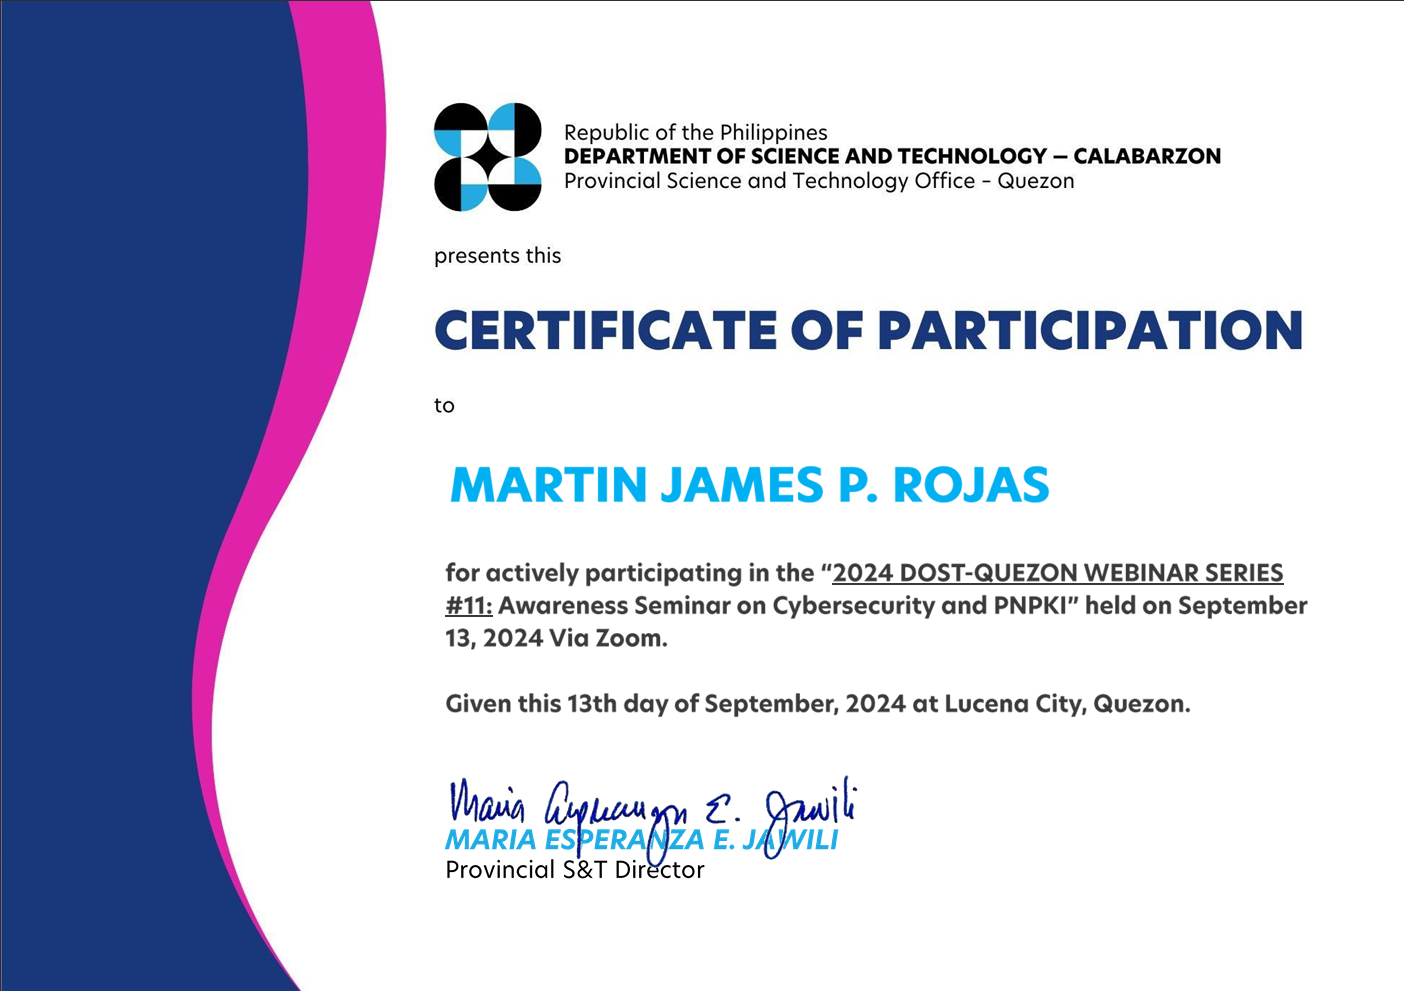 Republic of the Philippines
DEPARTMENT OF SCIENCE AND TECHNOLOGY – CALABARZON
Provincial Science and Technology Office - Quezon
presents this
CERTIFICATE OF PARTICIPATION
to
MARTIN JAMES P. ROJAS
for actively participating in the “2024 DOST-QUEZON WEBINAR SERIES
#11: Awareness Seminar on Cybersecurity and PNPKI” held on September
13, 2024 Via Zoom.
Given this 13th day of September, 2024 at Lucena City, Quezon.
Maria Esperanza E. Jawili
MARIA ESPERANZA E. JAWILI
Provincial S&T Director